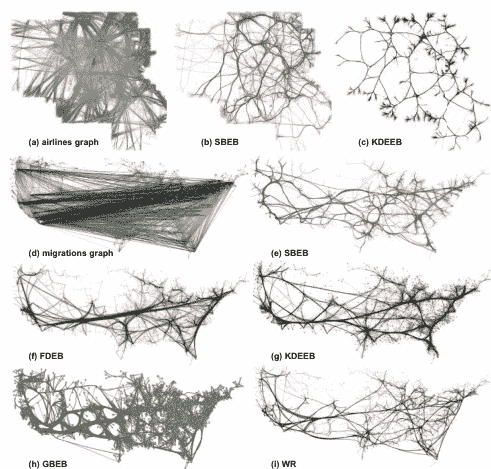 (a) airlines graph
(b) SBEB
(c) KDEEB
(d) migrations graph
(e) SBEB
(f) FDEB
(g) KDEEB
(h) GBEB
(i) WR